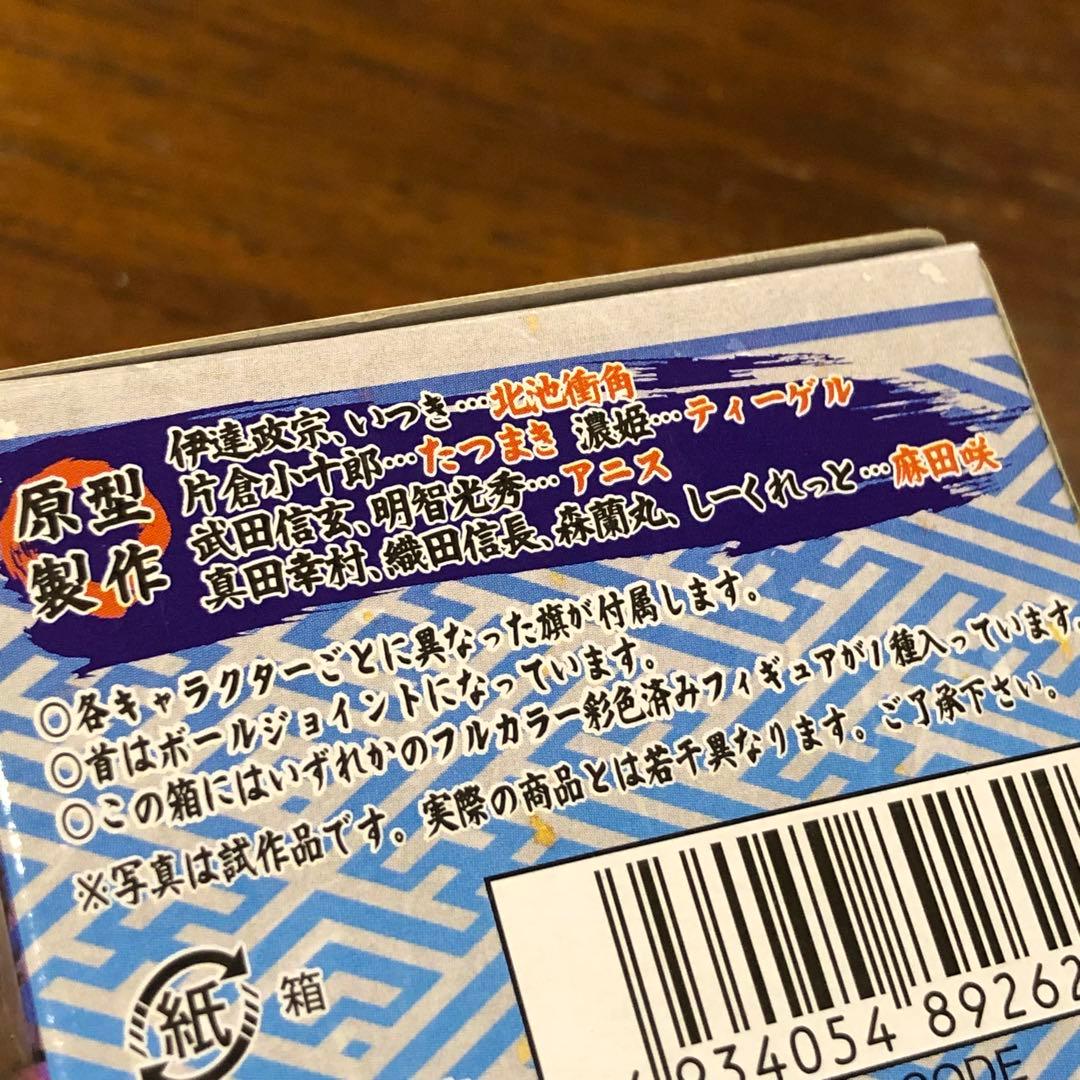 原型
製作
伊達政宗、いつき…北池衝角
片倉小十郎…たつまき 濃姫…ティーゲル
武田信玄、明智光秀…アニス
真田幸村、織田信長、森蘭丸、しーくれっと…麻田咲
○各キャラクターごとに異なった旗が付属します。
○首はボールジョイントになっています。
○この箱にはいずれかのフルカラー彩色済みフィギュアが1種入っています。
※写真は試作品です。実際の商品とは若干異なります。ご了承下さい。
紙
箱
934054 89262
CODE